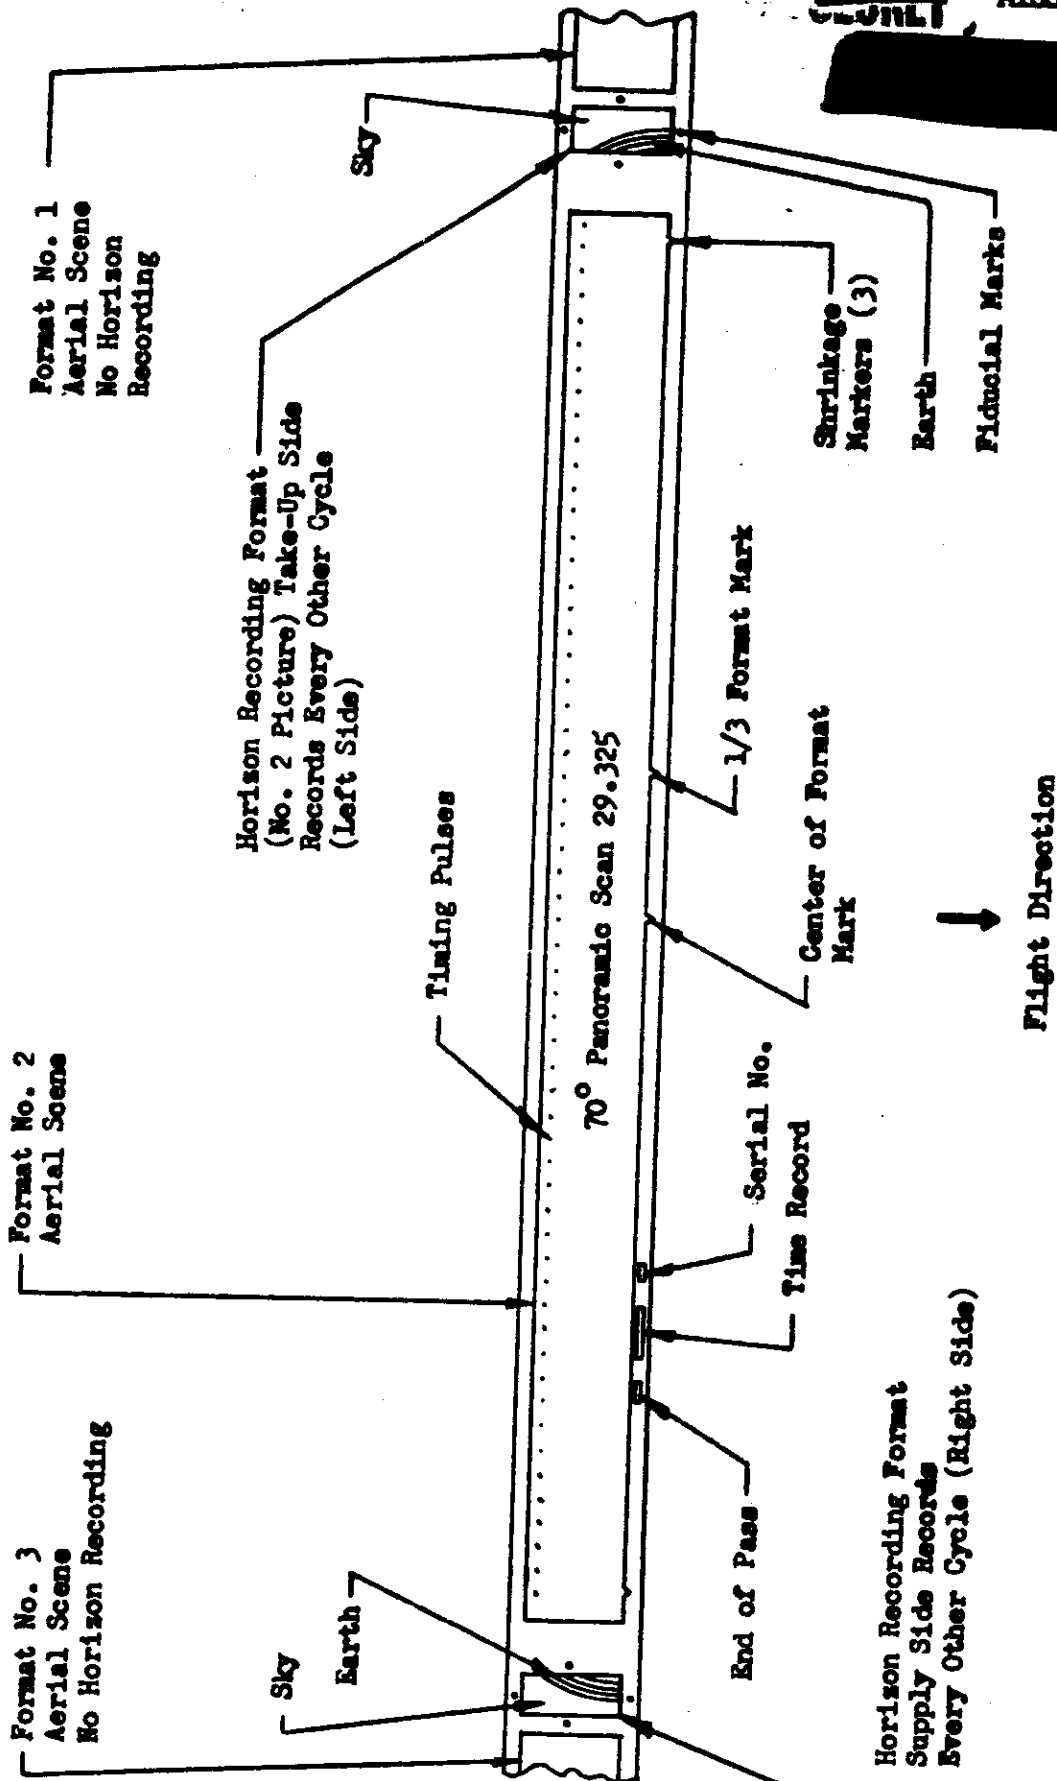 Format No. 3
Aerial Scene
No Horizon Recording
Format No. 2
Aerial Scene
Format No. 1
Aerial Scene
No Horizon
Recording
Sky
Earth
Timing Pulses
Horizon Recording Format
(No. 2 Picture) Take-Up Side
Records Every Other Cycle
(Left Side)
Sky
70° Panoramic Scan 29.325
End of Pass
Time Record
Serial No.
Center of Format
Mark
1/3 Format Mark
Shrinkage
Markers (3)
Earth
Fiducial Marks
Horizon Recording Format
Supply Side Records
Every Other Cycle (Right Side)
Flight Direction